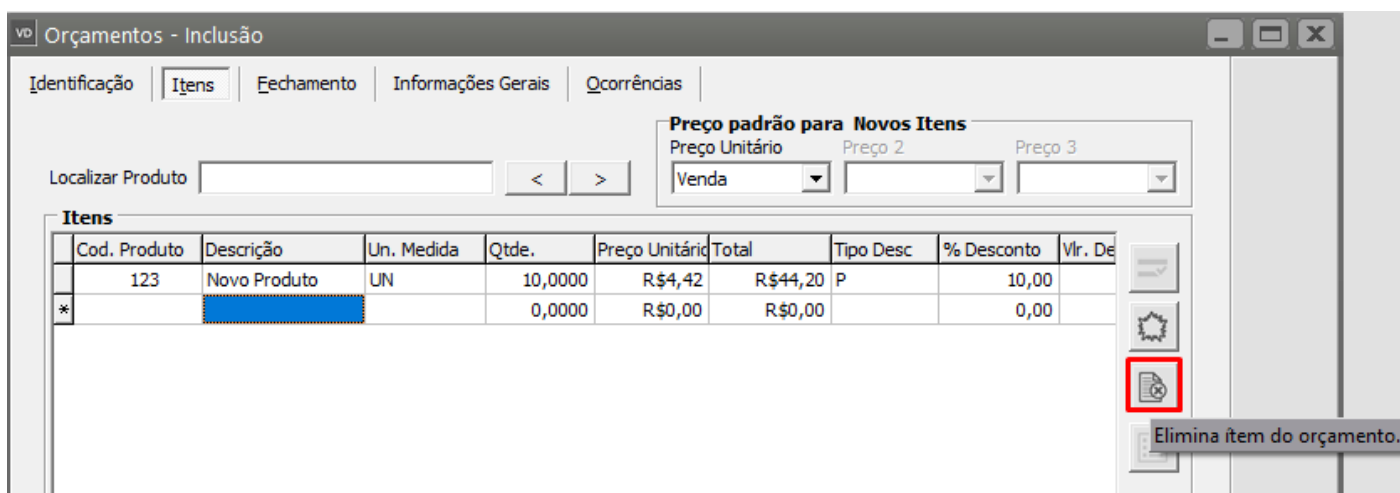 VD Orçamentos - Inclusão
Identificação Itens Fechamento Informações Gerais Ocorrências
Preço padrão para Novos Itens
Preço Unitário Preço 2 Preço 3
Localizar Produto < > Venda
Itens
Cod. Produto Descrição Un. Medida Qtde. Preço Unitáric Total Tipo Desc % Desconto Vlr. De
123 Novo Produto UN 10,0000 R$4,42 R$44,20 P 10,00
* 0,0000 R$0,00 R$0,00 0,00
Elimina ítem do orçamento.